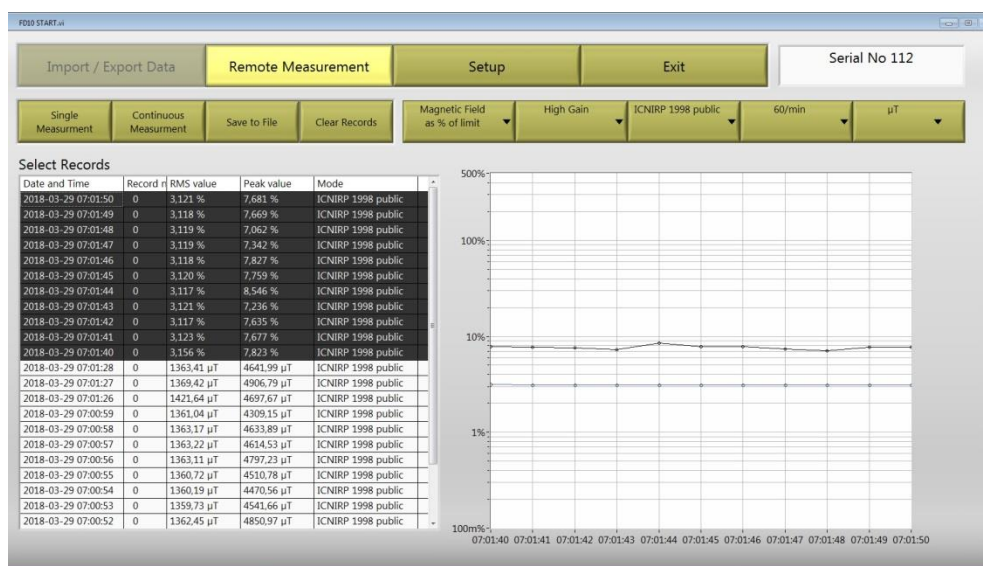 FD10 START.vi
Import / Export Data Remote Measurement Setup Exit Serial No 112
Single Measurment
Continuous Measurment
Save to File
Clear Records
Magnetic Field as % of limit
High Gain
ICNIRP 1998 public
60/min
µT
Select Records
Date and Time Record n RMS value Peak value Mode
2018-03-29 07:01:50 0 3,121 % 7,681 % ICNIRP 1998 public
2018-03-29 07:01:49 0 3,118 % 7,669 % ICNIRP 1998 public
2018-03-29 07:01:48 0 3,119 % 7,062 % ICNIRP 1998 public
2018-03-29 07:01:47 0 3,119 % 7,342 % ICNIRP 1998 public
2018-03-29 07:01:46 0 3,118 % 7,827 % ICNIRP 1998 public
2018-03-29 07:01:45 0 3,120 % 7,759 % ICNIRP 1998 public
2018-03-29 07:01:44 0 3,117 % 8,546 % ICNIRP 1998 public
2018-03-29 07:01:43 0 3,121 % 7,236 % ICNIRP 1998 public
2018-03-29 07:01:42 0 3,117 % 7,635 % ICNIRP 1998 public
2018-03-29 07:01:41 0 3,123 % 7,677 % ICNIRP 1998 public
2018-03-29 07:01:40 0 3,156 % 7,823 % ICNIRP 1998 public
2018-03-29 07:01:28 0 1363,41 µT 4641,99 µT ICNIRP 1998 public
2018-03-29 07:01:27 0 1369,42 µT 4906,79 µT ICNIRP 1998 public
2018-03-29 07:01:26 0 1421,64 µT 4697,67 µT ICNIRP 1998 public
2018-03-29 07:00:59 0 1361,04 µT 4309,15 µT ICNIRP 1998 public
2018-03-29 07:00:58 0 1363,17 µT 4633,89 µT ICNIRP 1998 public
2018-03-29 07:00:57 0 1363,22 µT 4614,53 µT ICNIRP 1998 public
2018-03-29 07:00:56 0 1363,11 µT 4797,23 µT ICNIRP 1998 public
2018-03-29 07:00:55 0 1360,72 µT 4510,78 µT ICNIRP 1998 public
2018-03-29 07:00:54 0 1360,19 µT 4470,56 µT ICNIRP 1998 public
2018-03-29 07:00:53 0 1359,73 µT 4541,66 µT ICNIRP 1998 public
2018-03-29 07:00:52 0 1362,45 µT 4850,97 µT ICNIRP 1998 public
500%
100%
10%
1%
100m%
07:01:40 07:01:41 07:01:42 07:01:43 07:01:44 07:01:45 07:01:46 07:01:47 07:01:48 07:01:49 07:01:50